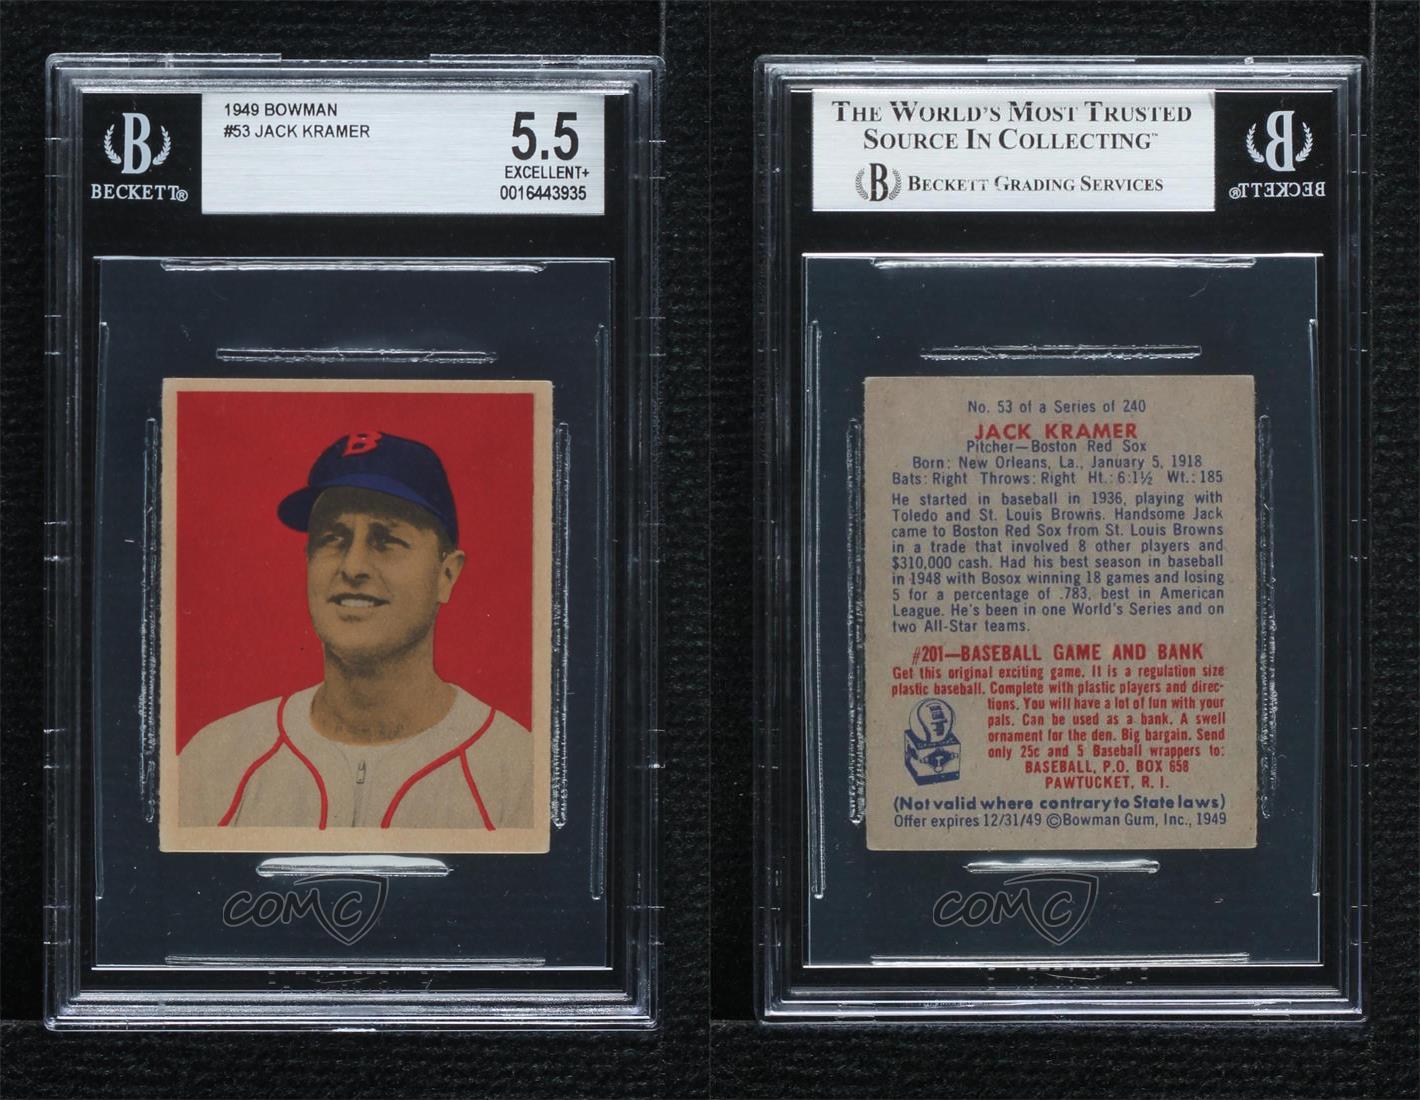 B
BECKETT®
1949 BOWMAN
#53 JACK KRAMER
5.5
EXCELLENT+
0016443935
B
COMC
THE WORLD'S MOST TRUSTED
SOURCE IN COLLECTING™
B BECKETT GRADING SERVICES
B
BECKETT®
No. 53 of a Series of 240
JACK KRAMER
Pitcher—Boston Red Sox
Born: New Orleans, La., January 5, 1918
Bats: Right Throws: Right Ht.: 6:1½ Wt.: 185
He started in baseball in 1936, playing with
Toledo and St. Louis Browns. Handsome Jack
came to Boston Red Sox from St. Louis Browns
in a trade that involved 8 other players and
$310,000 cash. Had his best season in baseball
in 1948 with Bosox winning 18 games and losing
5 for a percentage of .783, best in American
League. He's been in one World's Series and on
two All-Star teams.
#201—BASEBALL GAME AND BANK
Get this original exciting game. It is a regulation size
plastic baseball. Complete with plastic players and direc-
tions. You will have a lot of fun with your
pals. Can be used as a bank. A swell
ornament for the den. Big bargain. Send
only 25c and 5 Baseball wrappers to:
BASEBALL, P.O. BOX 658
PAWTUCKET, R. I.
(Not valid where contrary to State laws)
Offer expires 12/31/49 ©Bowman Gum, Inc., 1949
COMC